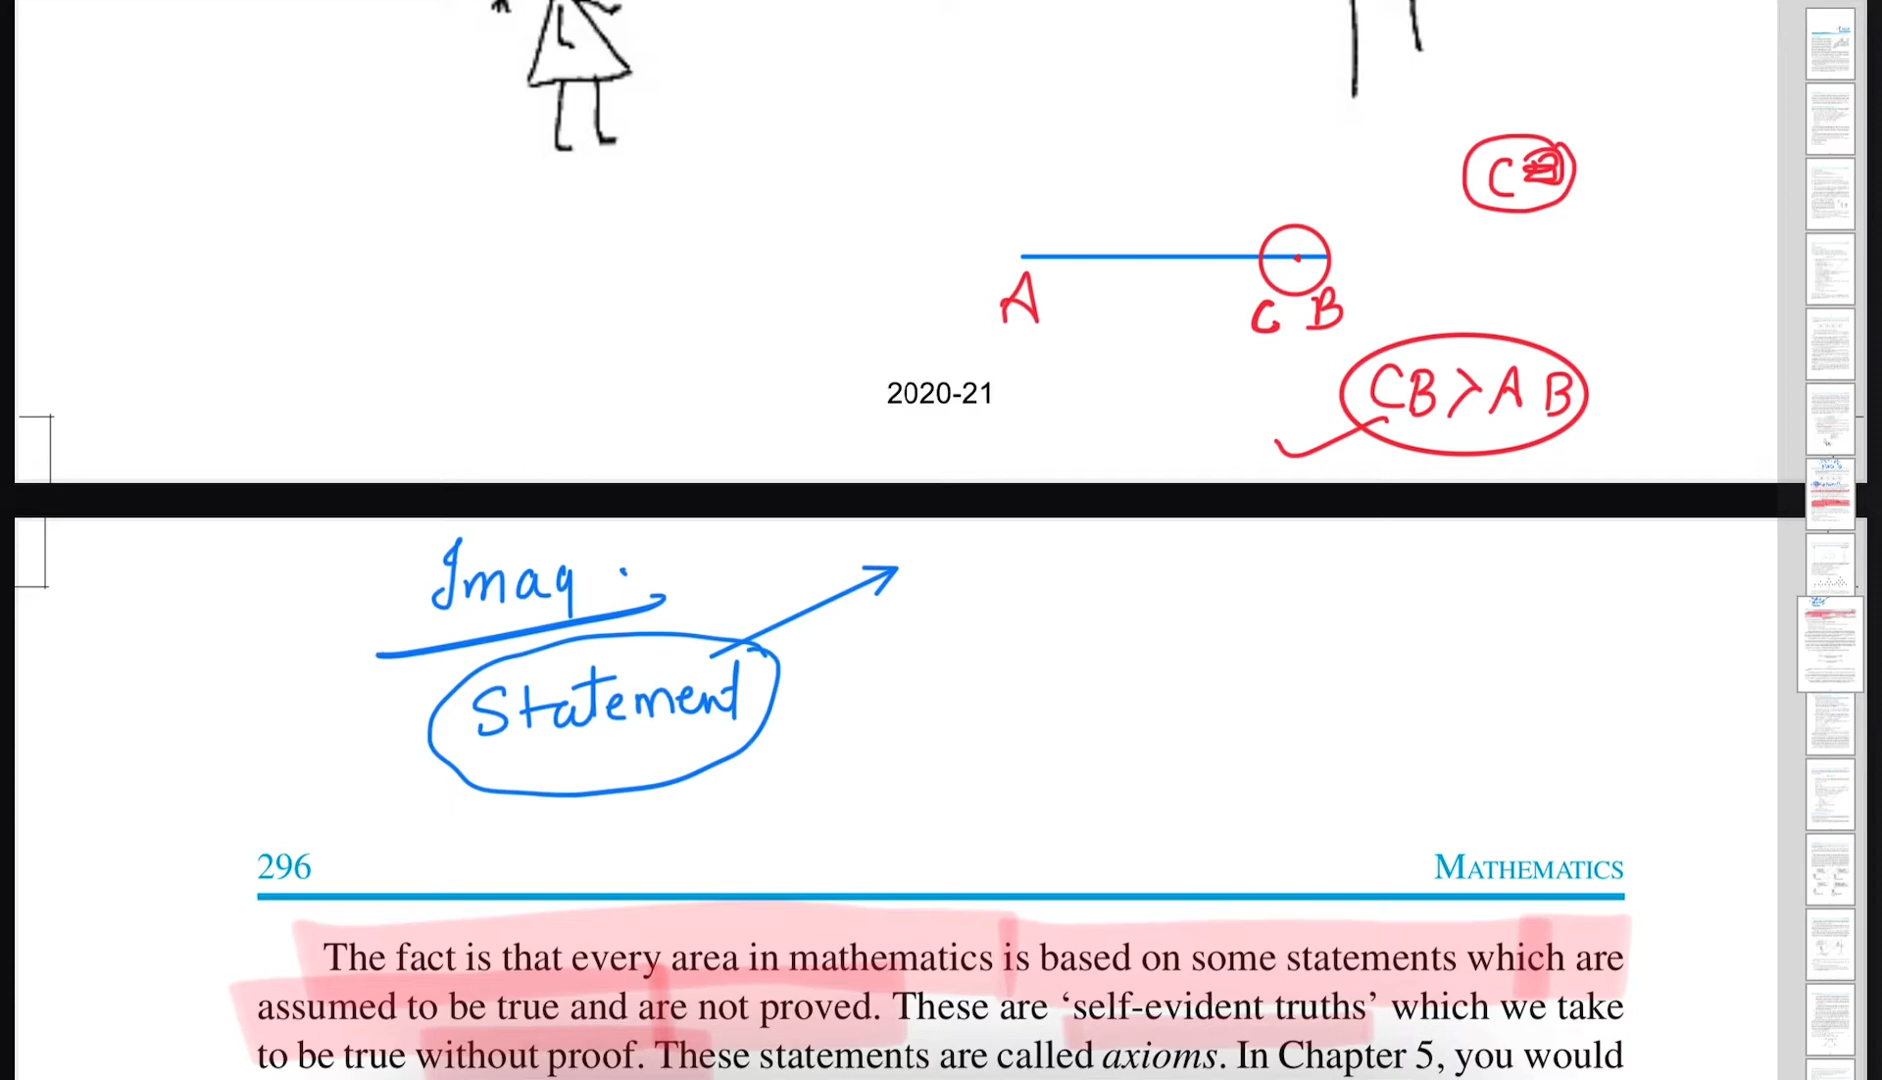 C
A
C B
2020-21
CB > AB
Imag
Statement
296
MATHEMATICS
The fact is that every area in mathematics is based on some statements which are
assumed to be true and are not proved. These are ‘self-evident truths’ which we take
to be true without proof. These statements are called axioms. In Chapter 5, you would